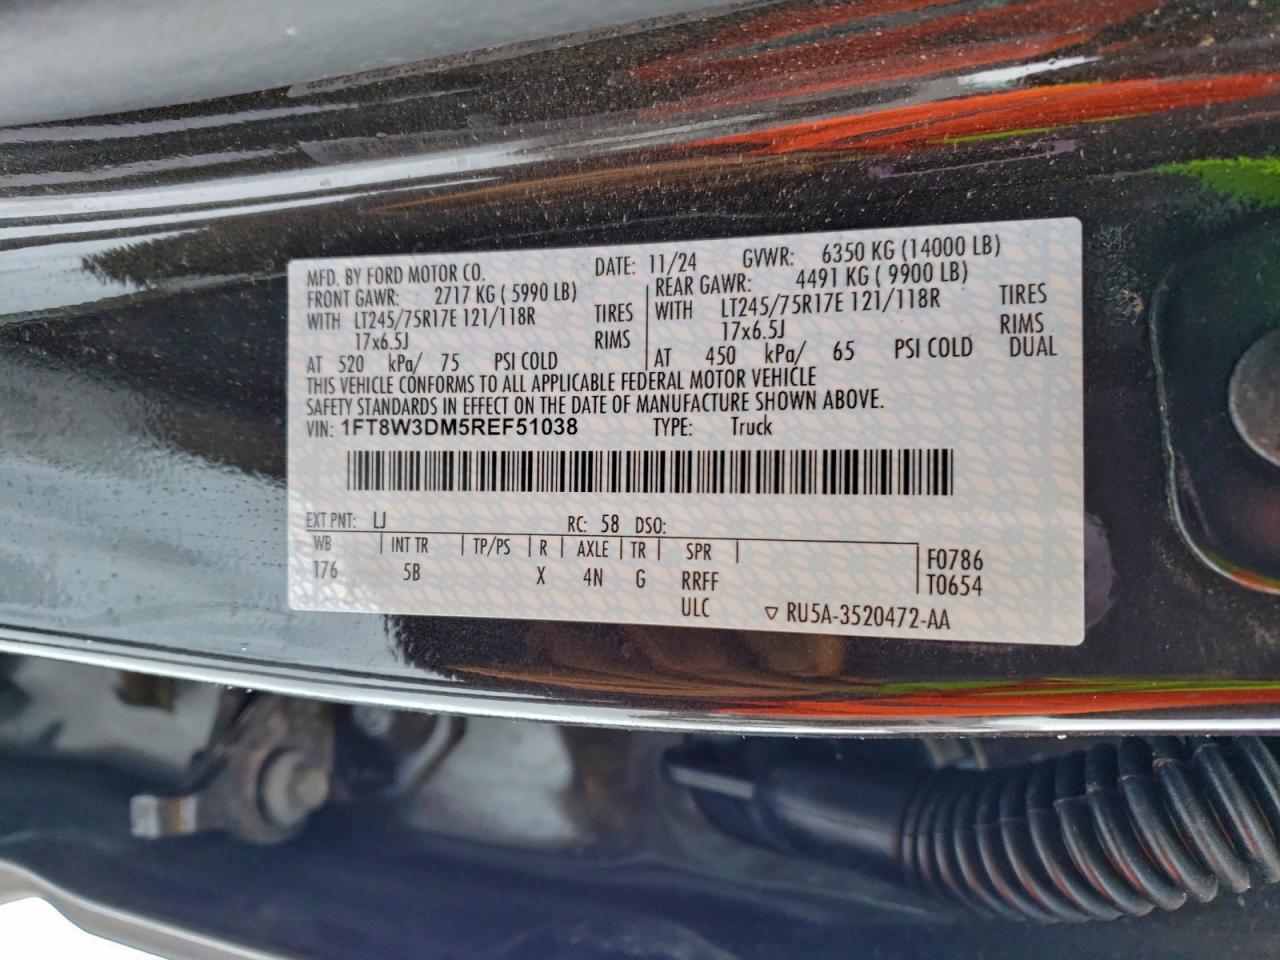 MFD. BY FORD MOTOR CO. DATE: 11/24 GVWR: 6350 KG (14000 LB)
FRONT GAWR: 2717 KG ( 5990 LB) REAR GAWR: 4491 KG ( 9900 LB)
WITH LT245/75R17E 121/118R TIRES WITH LT245/75R17E 121/118R TIRES
17x6.5J RIMS 17x6.5J RIMS
AT 520 kPa/ 75 PSI COLD AT 450 kPa/ 65 PSI COLD DUAL
THIS VEHICLE CONFORMS TO ALL APPLICABLE FEDERAL MOTOR VEHICLE
SAFETY STANDARDS IN EFFECT ON THE DATE OF MANUFACTURE SHOWN ABOVE.
VIN: 1FT8W3DM5REF51038 TYPE: Truck
EXT PNT: LJ RC: 58 DSO:
WB INT TR TP/PS R AXLE TR SPR F0786
176 5B X 4N G RRFF T0654
ULC ▽ RU5A-3520472-AA